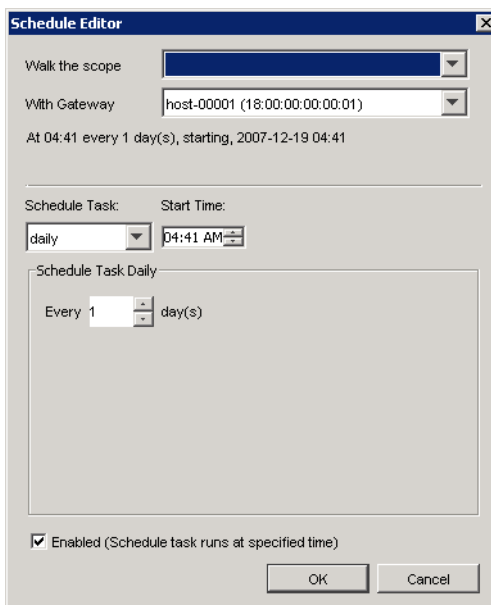 Schedule Editor
Walk the scope
With Gateway host-00001 (18:00:00:00:00:01)
At 04:41 every 1 day(s), starting, 2007-12-19 04:41
Schedule Task: Start Time:
daily 04:41 AM
Schedule Task Daily
Every 1 day(s)
Enabled (Schedule task runs at specified time)
OK Cancel